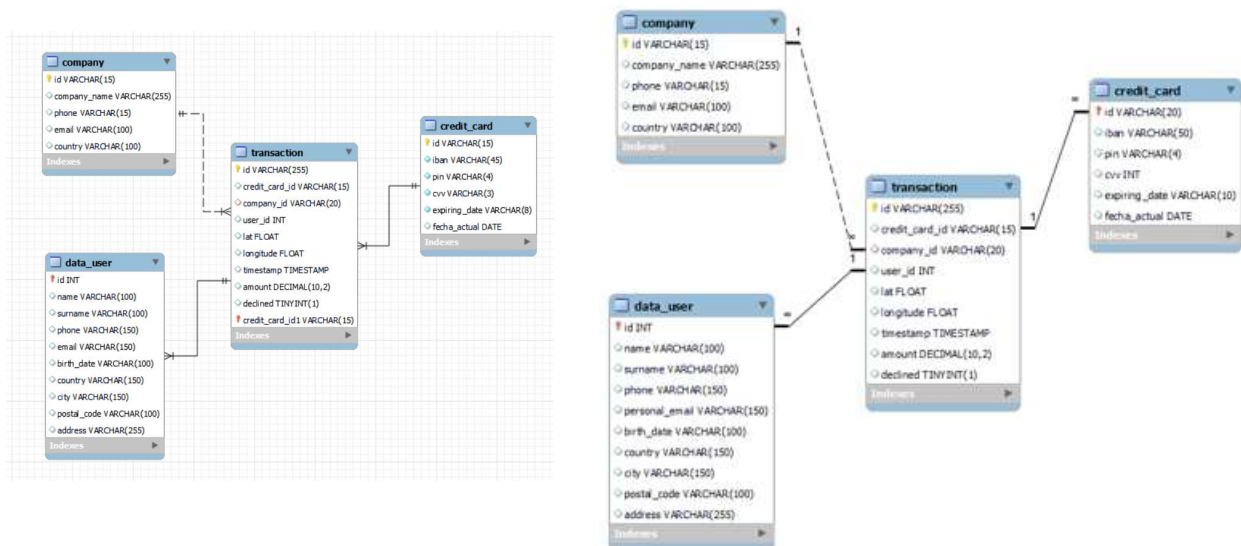 company
id VARCHAR(15)
company_name VARCHAR(255)
phone VARCHAR(15)
email VARCHAR(100)
country VARCHAR(100)
Indexes
data_user
id INT
name VARCHAR(100)
surname VARCHAR(100)
phone VARCHAR(150)
email VARCHAR(150)
birth_date VARCHAR(100)
country VARCHAR(150)
city VARCHAR(150)
postal_code VARCHAR(100)
address VARCHAR(255)
Indexes
transaction
id VARCHAR(255)
credit_card_id VARCHAR(15)
company_id VARCHAR(20)
user_id INT
lat FLOAT
longitude FLOAT
timestamp TIMESTAMP
amount DECIMAL(10,2)
declined TINYINT(1)
credit_card_id1 VARCHAR(15)
Indexes
credit_card
id VARCHAR(15)
iban VARCHAR(45)
pin VARCHAR(4)
cvv VARCHAR(3)
expiring_date VARCHAR(8)
fecha_actual DATE
Indexes
company
id VARCHAR(15)
company_name VARCHAR(255)
phone VARCHAR(15)
email VARCHAR(100)
country VARCHAR(100)
Indexes
1
∞
1
data_user
id INT
name VARCHAR(100)
surname VARCHAR(100)
phone VARCHAR(150)
personal_email VARCHAR(150)
birth_date VARCHAR(100)
country VARCHAR(150)
city VARCHAR(150)
postal_code VARCHAR(100)
address VARCHAR(255)
Indexes
∞
transaction
id VARCHAR(255)
credit_card_id VARCHAR(15)
company_id VARCHAR(20)
user_id INT
lat FLOAT
longitude FLOAT
timestamp TIMESTAMP
amount DECIMAL(10,2)
declined TINYINT(1)
Indexes
1
∞
credit_card
id VARCHAR(20)
iban VARCHAR(50)
pin VARCHAR(4)
cvv INT
expiring_date VARCHAR(10)
fecha_actual DATE
Indexes